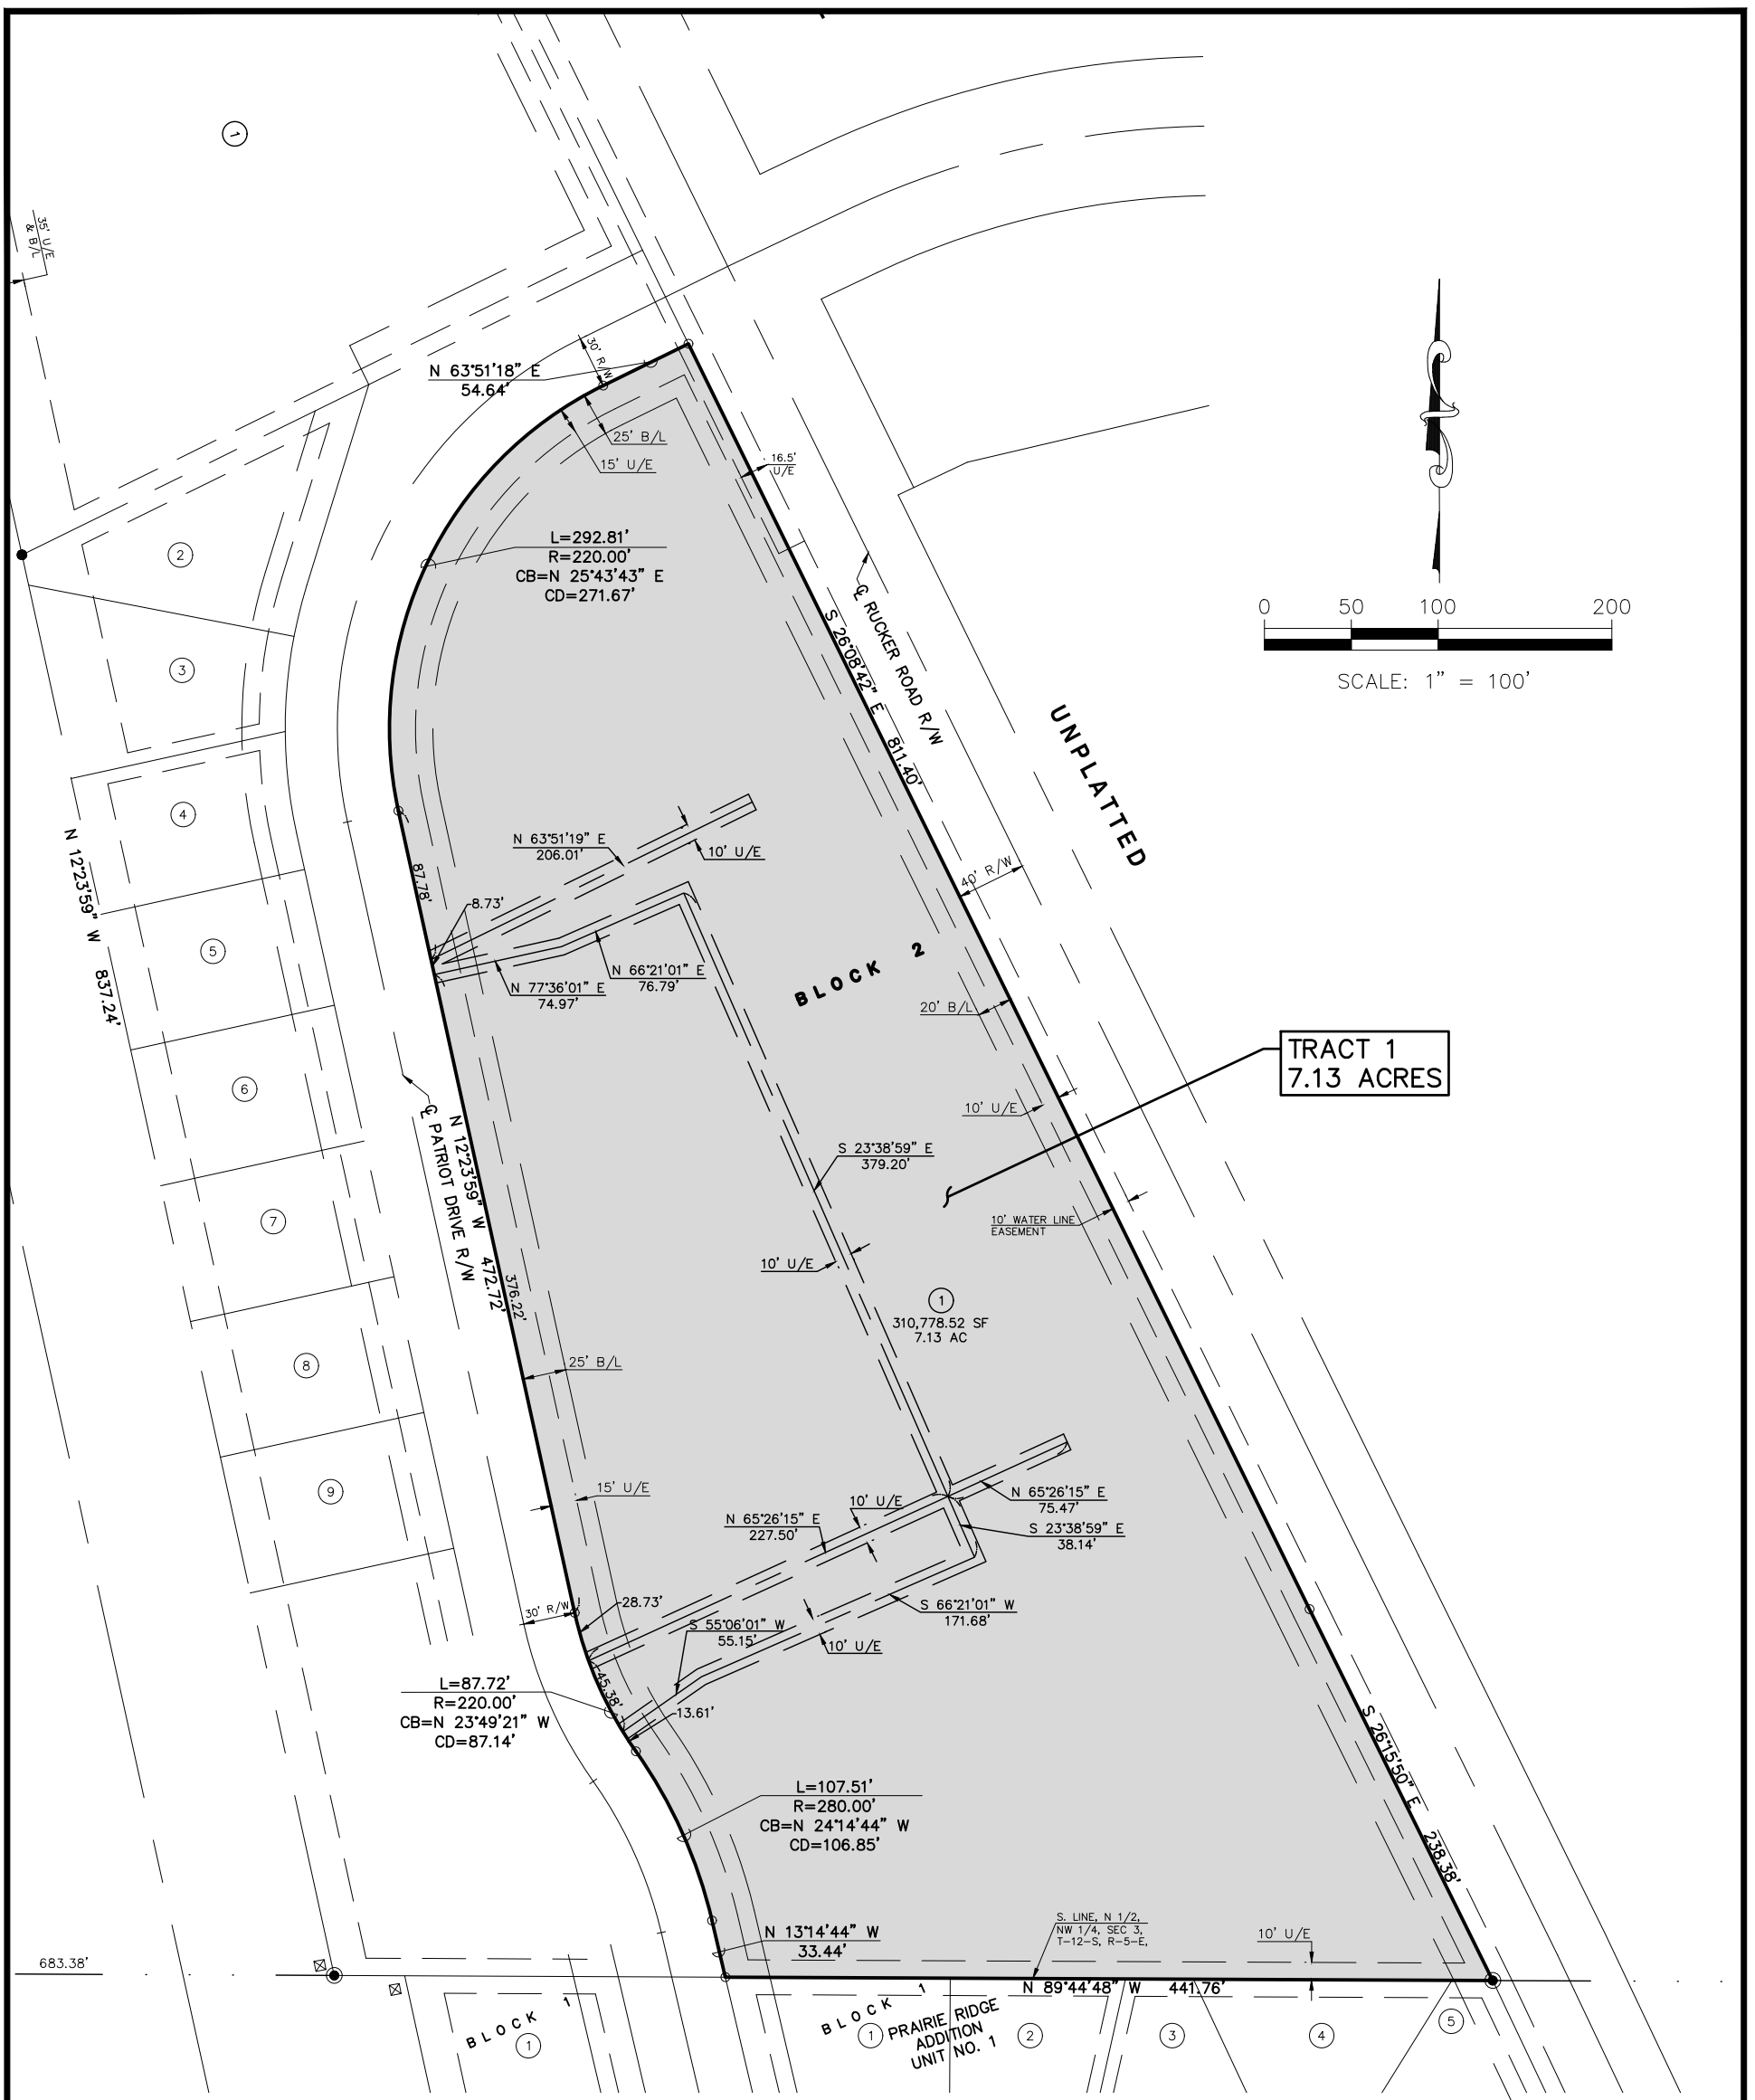 1
35' U/E
& B/L
30' R/W
N 63°51'18" E
54.64'
25' B/L
15' U/E
16.5'
U/E
L=292.81'
R=220.00'
CB=N 25°43'43" E
CD=271.67'
2
3
4
5
6
7
8
9
N 12°23'59" W 837.24'
℄ RUCKER ROAD R/W
S 26°08'42" E 811.40'
0 50 100 200
SCALE: 1" = 100'
UNPLATTED
N 63°51'19" E
206.01'
10' U/E
87.78'
8.73'
40' R/W
N 66°21'01" E
76.79'
N 77°36'01" E
74.97'
BLOCK 2
20' B/L
TRACT 1
7.13 ACRES
10' U/E
℄ PATRIOT DRIVE R/W
N 12°23'59" W 472.72'
376.22'
S 23°38'59" E
379.20'
10' WATER LINE
EASEMENT
10' U/E
1
310,778.52 SF
7.13 AC
25' B/L
15' U/E
10' U/E
N 65°26'15" E
75.47'
N 65°26'15" E
227.50'
S 23°38'59" E
38.14'
30' R/W
28.73'
S 66°21'01" W
171.68'
S 55°06'01" W
55.15'
10' U/E
45.38'
13.61'
L=87.72'
R=220.00'
CB=N 23°49'21" W
CD=87.14'
S 26°15'50" E 238.38'
L=107.51'
R=280.00'
CB=N 24°14'44" W
CD=106.85'
N 13°14'44" W
33.44'
S. LINE, N 1/2,
NW 1/4, SEC 3,
T-12-S, R-5-E,
10' U/E
683.38'
N 89°44'48" W 441.76'
BLOCK 1
1
BLOCK 1
1
PRAIRIE RIDGE
ADDITION
UNIT NO. 1
2
3
4
5